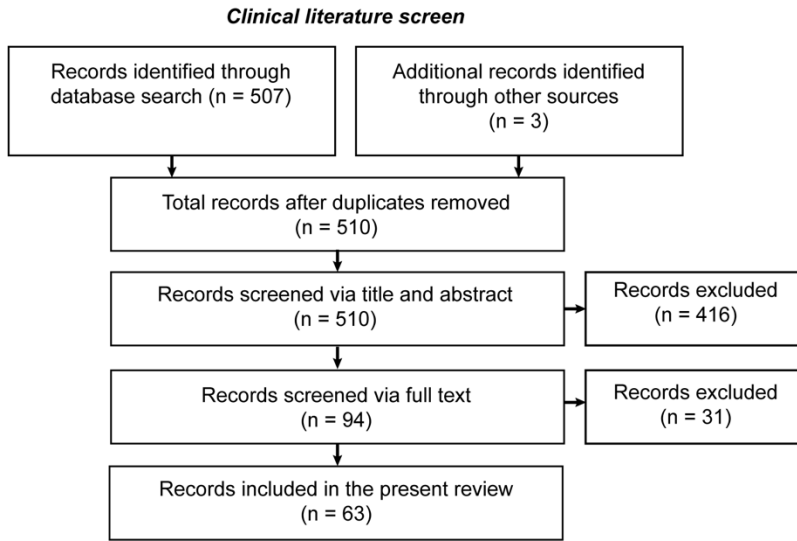 Clinical literature screen
Records identified through
database search (n = 507)
Additional records identified
through other sources
(n = 3)
Total records after duplicates removed
(n = 510)
Records screened via title and abstract
(n = 510)
Records excluded
(n = 416)
Records screened via full text
(n = 94)
Records excluded
(n = 31)
Records included in the present review
(n = 63)